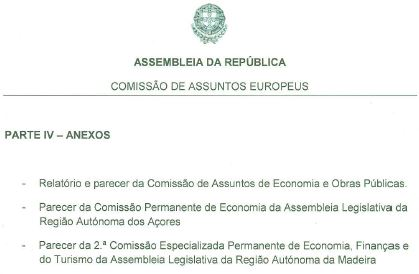 ASSEMBLEIA DA REPÚBLICA
COMISSÃO DE ASSUNTOS EUROPEUS
PARTE IV – ANEXOS
- Relatório e parecer da Comissão de Assuntos de Economia e Obras Públicas.
- Parecer da Comissão Permanente de Economia da Assembleia Legislativa da
Região Autónoma dos Açores
- Parecer da 2.ª Comissão Especializada Permanente de Economia, Finanças e
do Turismo da Assembleia Legislativa da Região Autónoma da Madeira